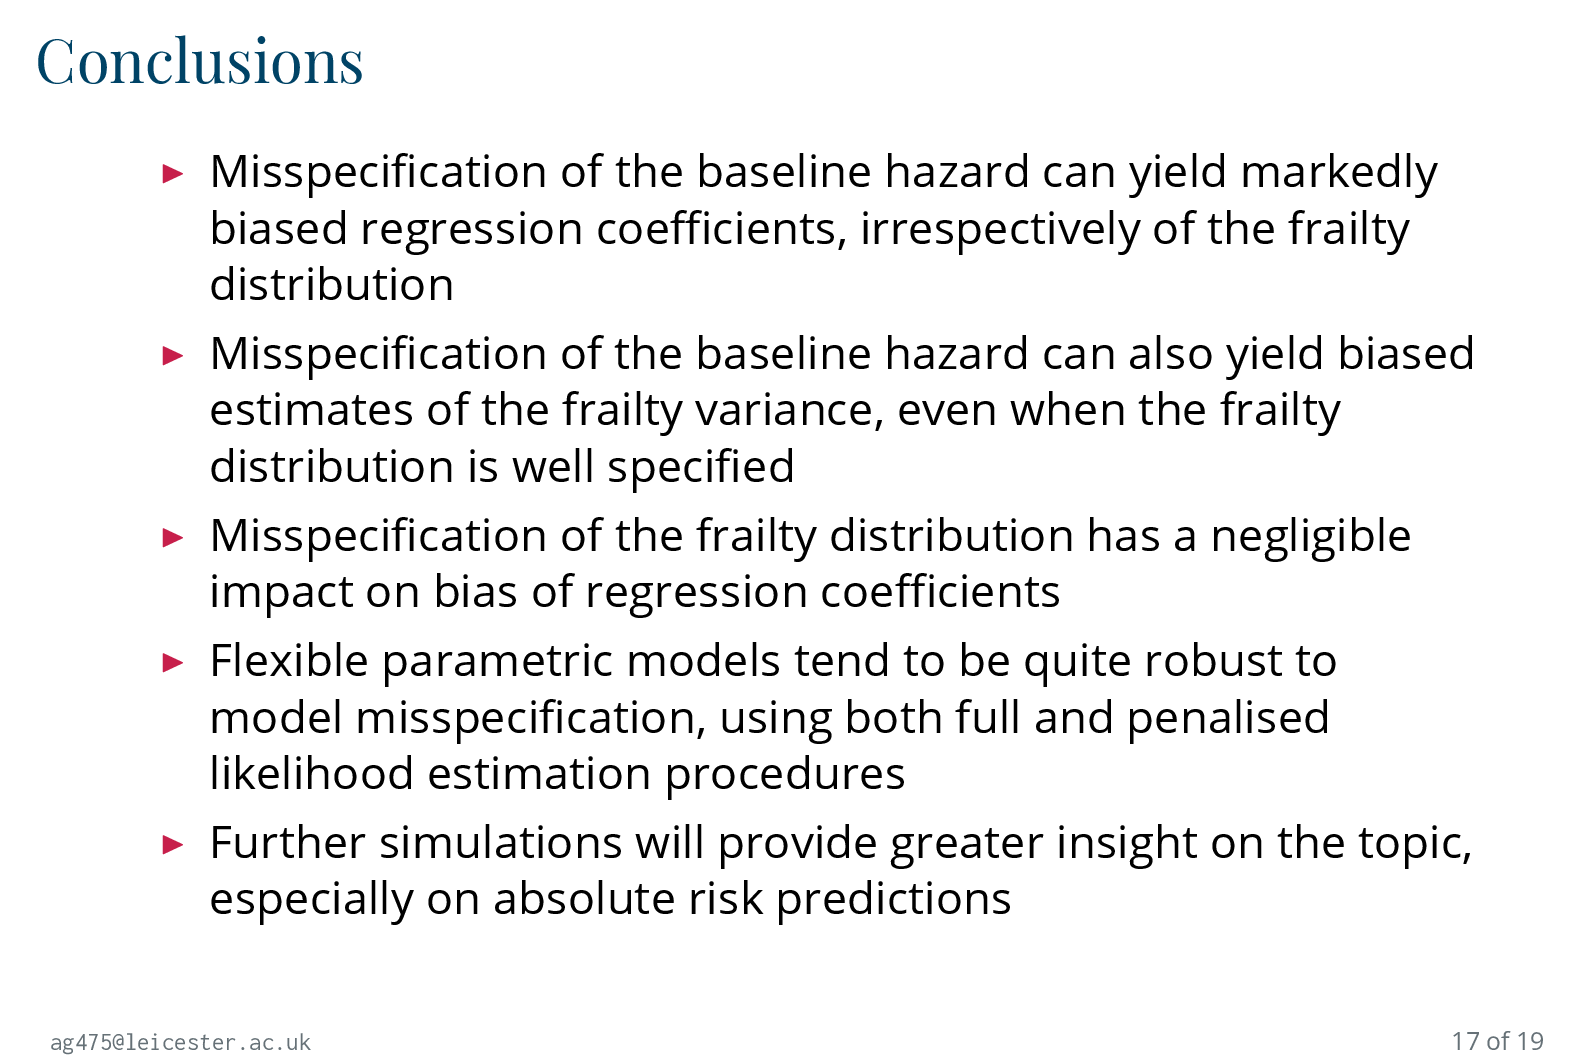 Conclusions
▶ Misspecification of the baseline hazard can yield markedly
biased regression coefficients, irrespectively of the frailty
distribution
▶ Misspecification of the baseline hazard can also yield biased
estimates of the frailty variance, even when the frailty
distribution is well specified
▶ Misspecification of the frailty distribution has a negligible
impact on bias of regression coefficients
▶ Flexible parametric models tend to be quite robust to
model misspecification, using both full and penalised
likelihood estimation procedures
▶ Further simulations will provide greater insight on the topic,
especially on absolute risk predictions
ag475@leicester.ac.uk
17 of 19